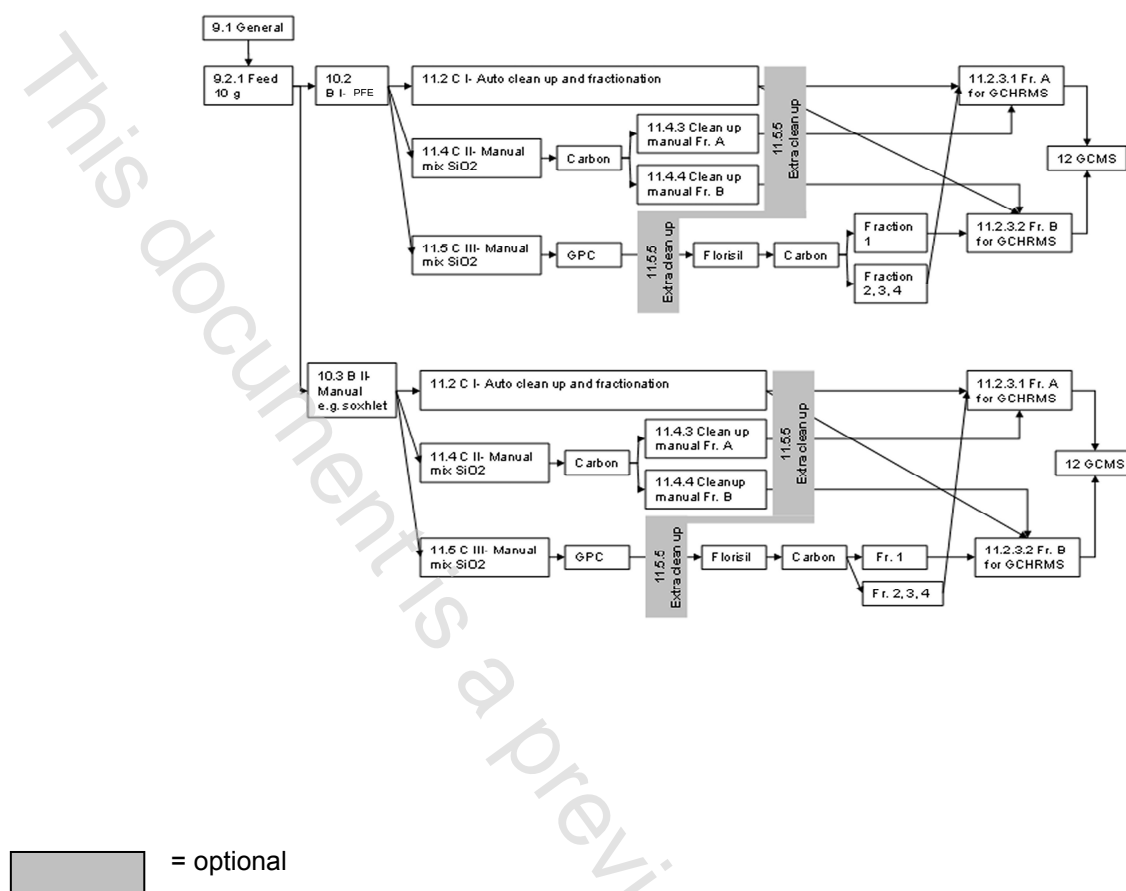 9.1 General
9.2.1 Feed
10 g
10.2
B I- PFE
11.2 C I- Auto clean up and fractionation
11.4 C II- Manual
mix SiO2
Carbon
11.4.3 Clean up
manual Fr. A
11.4.4 Clean up
manual Fr. B
11.5.5
Extra clean up
11.5 C III- Manual
mix SiO2
GPC
11.5.5
Extra clean up
Florisil
Carbon
Fraction
1
Fraction
2, 3, 4
11.2.3.1 Fr. A
for GCHRMS
11.2.3.2 Fr. B
for GCHRMS
12 GCMS
10.3 B II-
Manual
e.g. soxhlet
11.2 C I- Auto clean up and fractionation
11.4 C II- Manual
mix SiO2
Carbon
11.4.3 Clean up
manual Fr. A
11.4.4 Cleanup
manual Fr. B
11.5.5
Extra clean up
11.5 C III- Manual
mix SiO2
GPC
11.5.5
Extra clean up
Florisil
Carbon
Fr. 1
Fr. 2, 3, 4
11.2.3.1 Fr. A
for GCHRMS
11.2.3.2 Fr. B
for GCHRMS
12 GCMS
= optional
This document is a previ